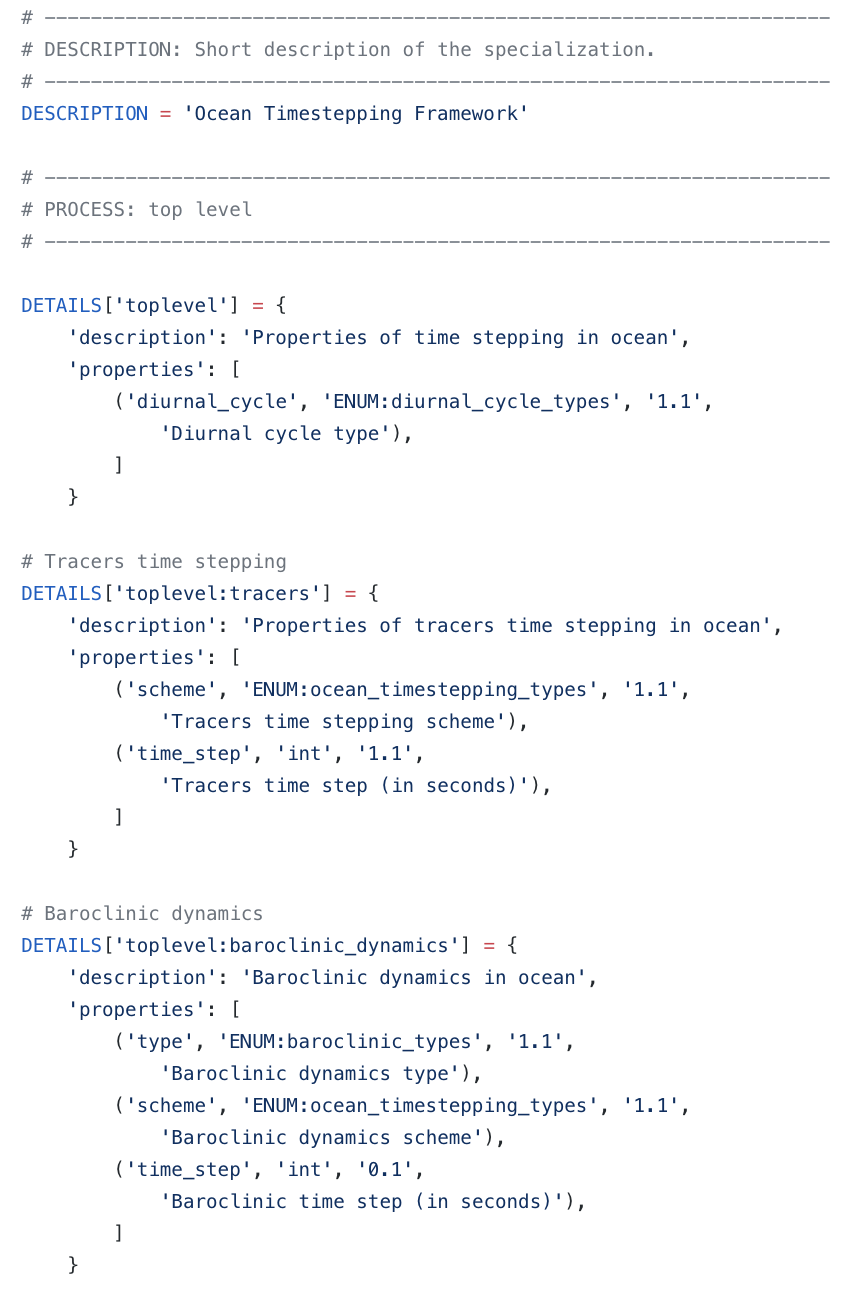 # --------------------------------------------------------------------
# DESCRIPTION: Short description of the specialization.
# --------------------------------------------------------------------
DESCRIPTION = 'Ocean Timestepping Framework'

# --------------------------------------------------------------------
# PROCESS: top level
# --------------------------------------------------------------------

DETAILS['toplevel'] = {
    'description': 'Properties of time stepping in ocean',
    'properties': [
        ('diurnal_cycle', 'ENUM:diurnal_cycle_types', '1.1',
            'Diurnal cycle type'),
        ]
    }

# Tracers time stepping
DETAILS['toplevel:tracers'] = {
    'description': 'Properties of tracers time stepping in ocean',
    'properties': [
        ('scheme', 'ENUM:ocean_timestepping_types', '1.1',
            'Tracers time stepping scheme'),
        ('time_step', 'int', '1.1',
            'Tracers time step (in seconds)'),
        ]
    }

# Baroclinic dynamics
DETAILS['toplevel:baroclinic_dynamics'] = {
    'description': 'Baroclinic dynamics in ocean',
    'properties': [
        ('type', 'ENUM:baroclinic_types', '1.1',
            'Baroclinic dynamics type'),
        ('scheme', 'ENUM:ocean_timestepping_types', '1.1',
            'Baroclinic dynamics scheme'),
        ('time_step', 'int', '0.1',
            'Baroclinic time step (in seconds)'),
        ]
    }